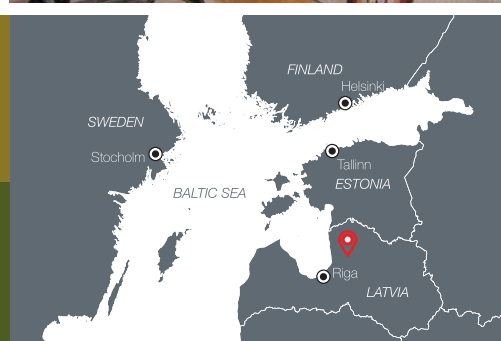 FINLAND
Helsinki
SWEDEN
Stocholm
Tallinn
ESTONIA
BALTIC SEA
Riga
LATVIA